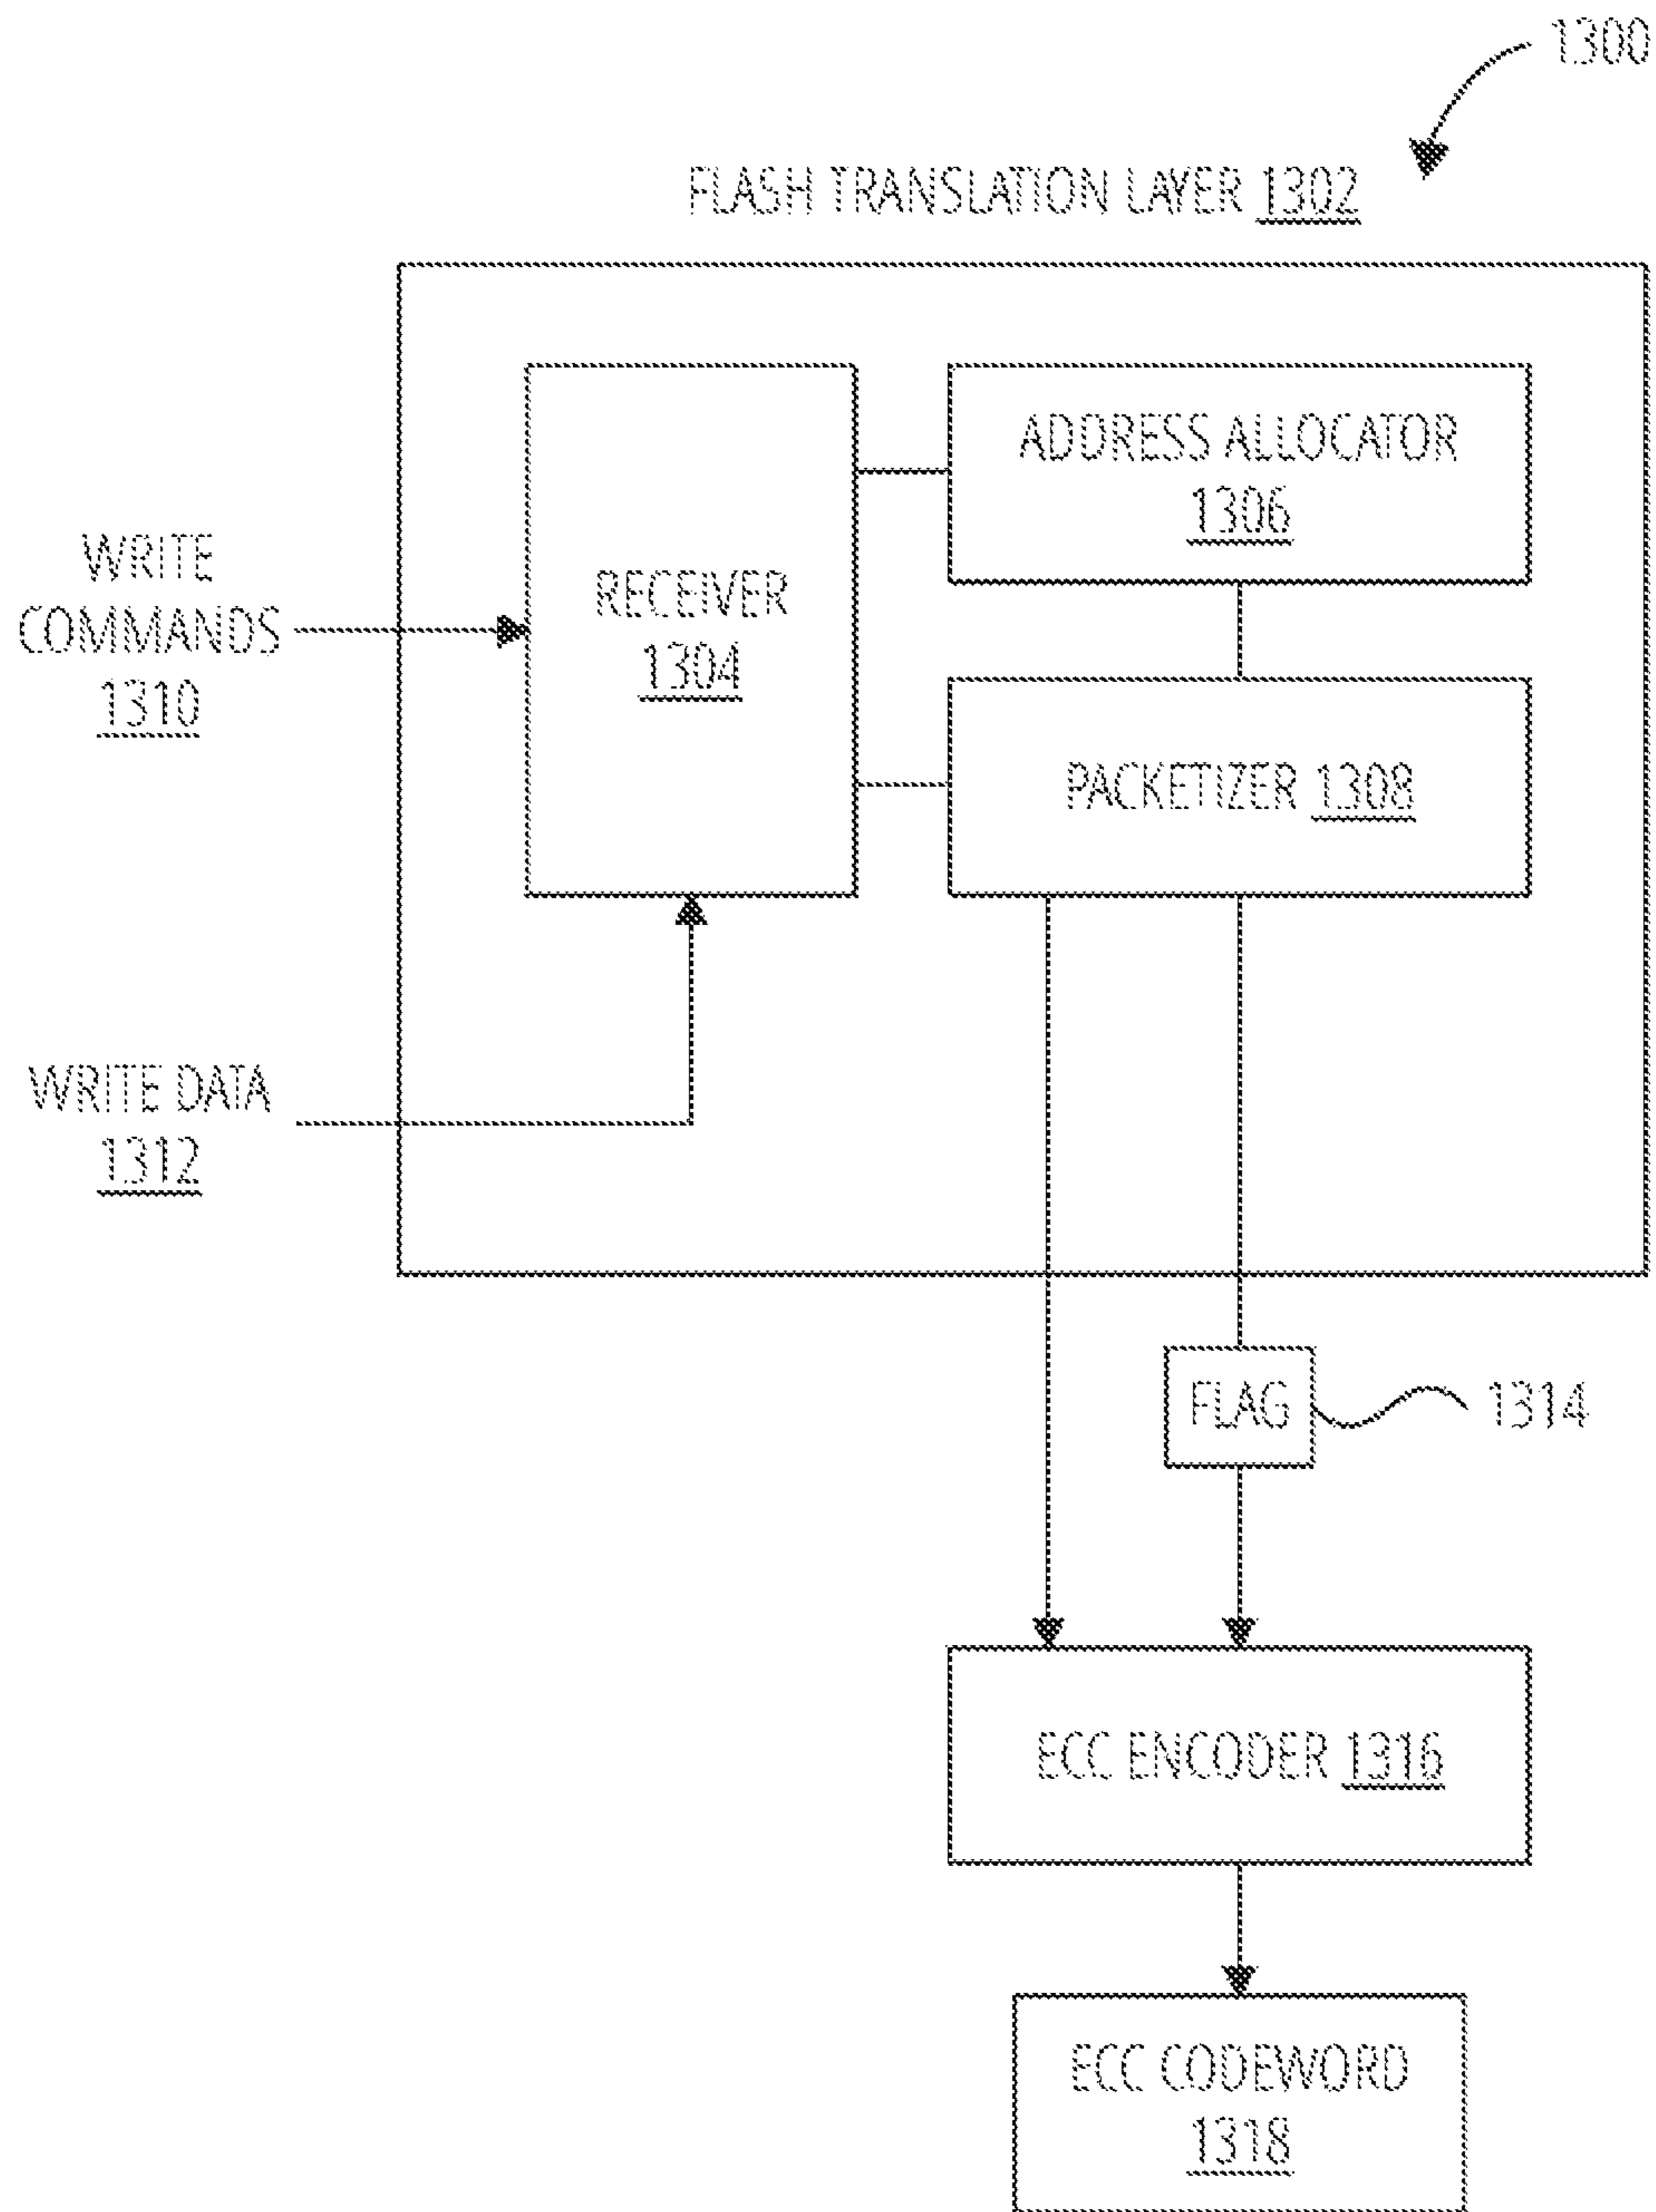 1300
FLASH TRANSLATION LAYER 1302
ADDRESS ALLOCATOR
1306
RECEIVER
1304
WRITE
COMMANDS
1310
PACKETIZER 1308
WRITE DATA
1312
FLAG
1314
ECC ENCODER 1316
ECC CODEWORD
1318